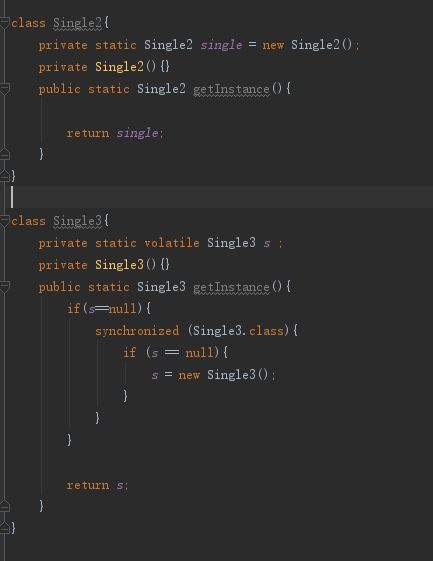 class Single2{
    private static Single2 single = new Single2();
    private Single2(){}
    public static Single2 getInstance(){
        return single;
    }
}
class Single3{
    private static volatile Single3 s ;
    private Single3(){}
    public static Single3 getInstance(){
        if(s==null){
            synchronized (Single3.class){
                if (s == null){
                    s = new Single3();
                }
            }
        }
        return s;
    }
}